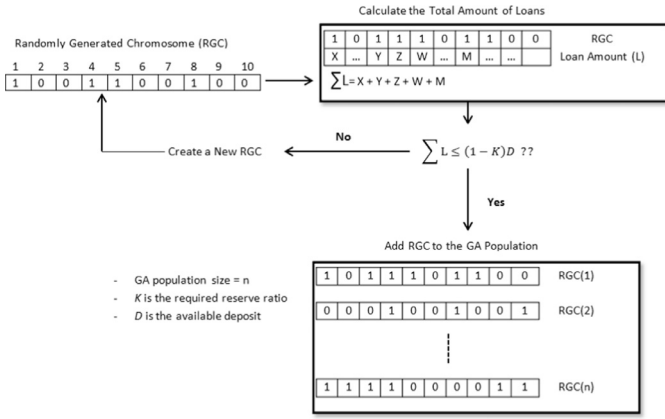 Calculate the Total Amount of Loans
Randomly Generated Chromosome (RGC)
1 2 3 4 5 6 7 8 9 10
1 0 0 1 1 0 0 1 0 0
1 0 1 1 1 0 1 1 0 0 RGC
X ... Y Z W ... M ... ... Loan Amount (L)
∑L=X+Y+Z+W+M
No
Create a New RGC
∑ L ≤ (1 − K)D ??
Yes
Add RGC to the GA Population
1 0 1 1 1 0 1 1 0 0 RGC(1)
0 0 0 1 0 0 1 0 0 1 RGC(2)
1 1 1 1 0 0 0 0 1 1 RGC(n)
- GA population size = n
- K is the required reserve ratio
- D is the available deposit